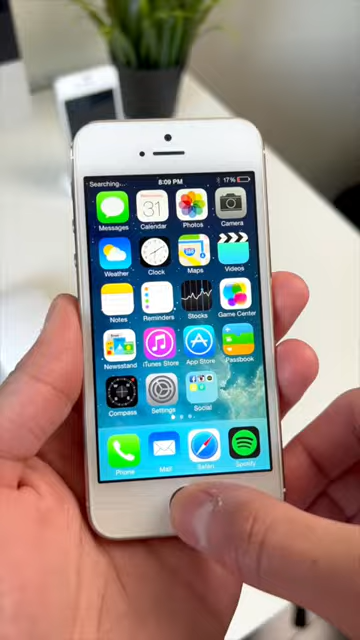 Searching... 8:09 PM 17%
31
Messages Calendar Photos Camera
Weather Clock Maps Videos
Notes Reminders Stocks Game Center
Newsstand iTunes Store App Store Passbook
Compass Settings Social
Phone Mail Safari Spotify